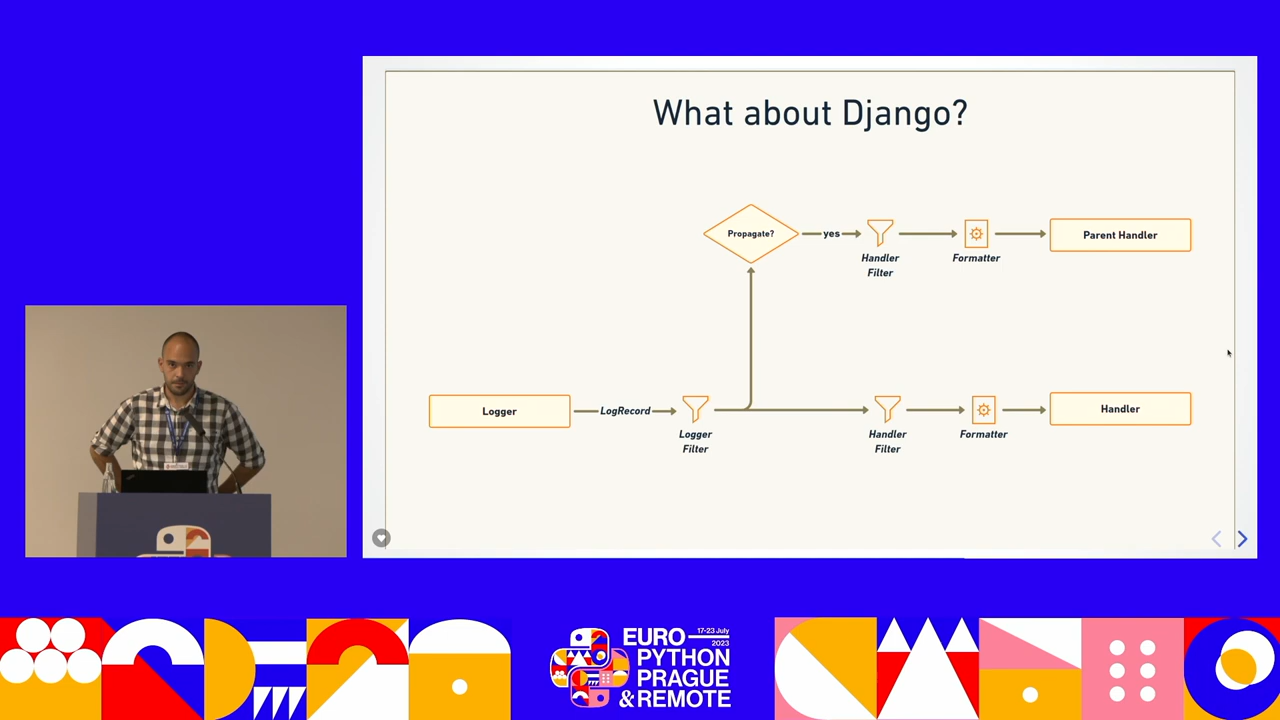 What about Django?
Propagate?
yes
Handler
Filter
Formatter
Parent Handler
Logger
LogRecord
Logger
Filter
Handler
Filter
Formatter
Handler
17-23 July
2023
EURO
PYTHON
PRAGUE
& REMOTE